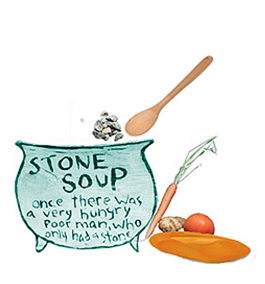 STONE
SOUP
once there was
a very hungry
poor man, who
only had a stone